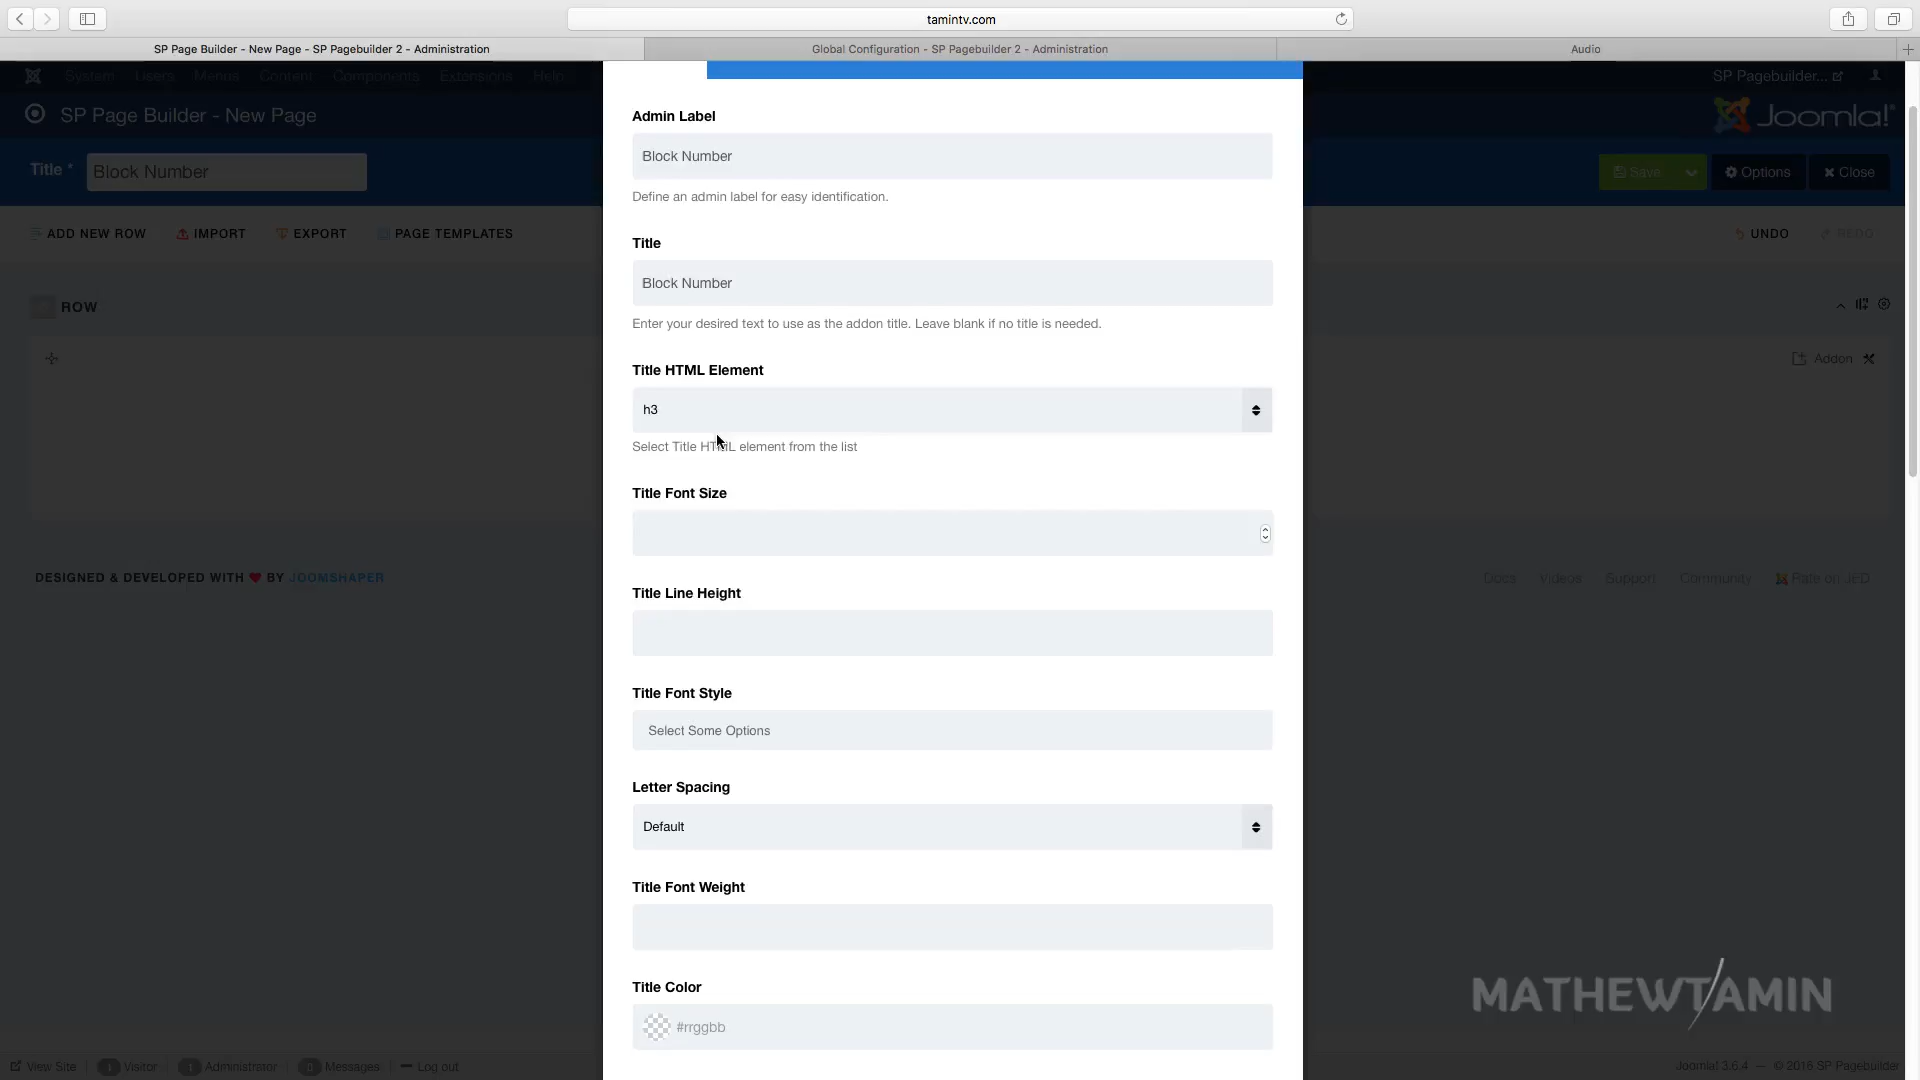 tamintv.com
SP Page Builder - New Page - SP Pagebuilder 2 - Administration
Global Configuration - SP Pagebuilder 2 - Administration
Audio
System Users Menus Content Components Extensions Help
SP Pagebuilder...
SP Page Builder - New Page
Joomla!
Title *
Block Number
Save
Options
Close
ADD NEW ROW
IMPORT
EXPORT
PAGE TEMPLATES
UNDO
REDO
ROW
Addon
Admin Label
Block Number
Define an admin label for easy identification.
Title
Block Number
Enter your desired text to use as the addon title. Leave blank if no title is needed.
Title HTML Element
h3
Select Title HTML element from the list
Title Font Size
Title Line Height
Title Font Style
Select Some Options
Letter Spacing
Default
Title Font Weight
Title Color
#rrggbb
DESIGNED & DEVELOPED WITH BY JOOMSHAPER
Docs Videos Support Community Rate on JED
MATHEWTAMIN
View Site Visitor Administrator Messages Log out
Joomla! 3.6.4 — © 2015 SP Pagebuilder